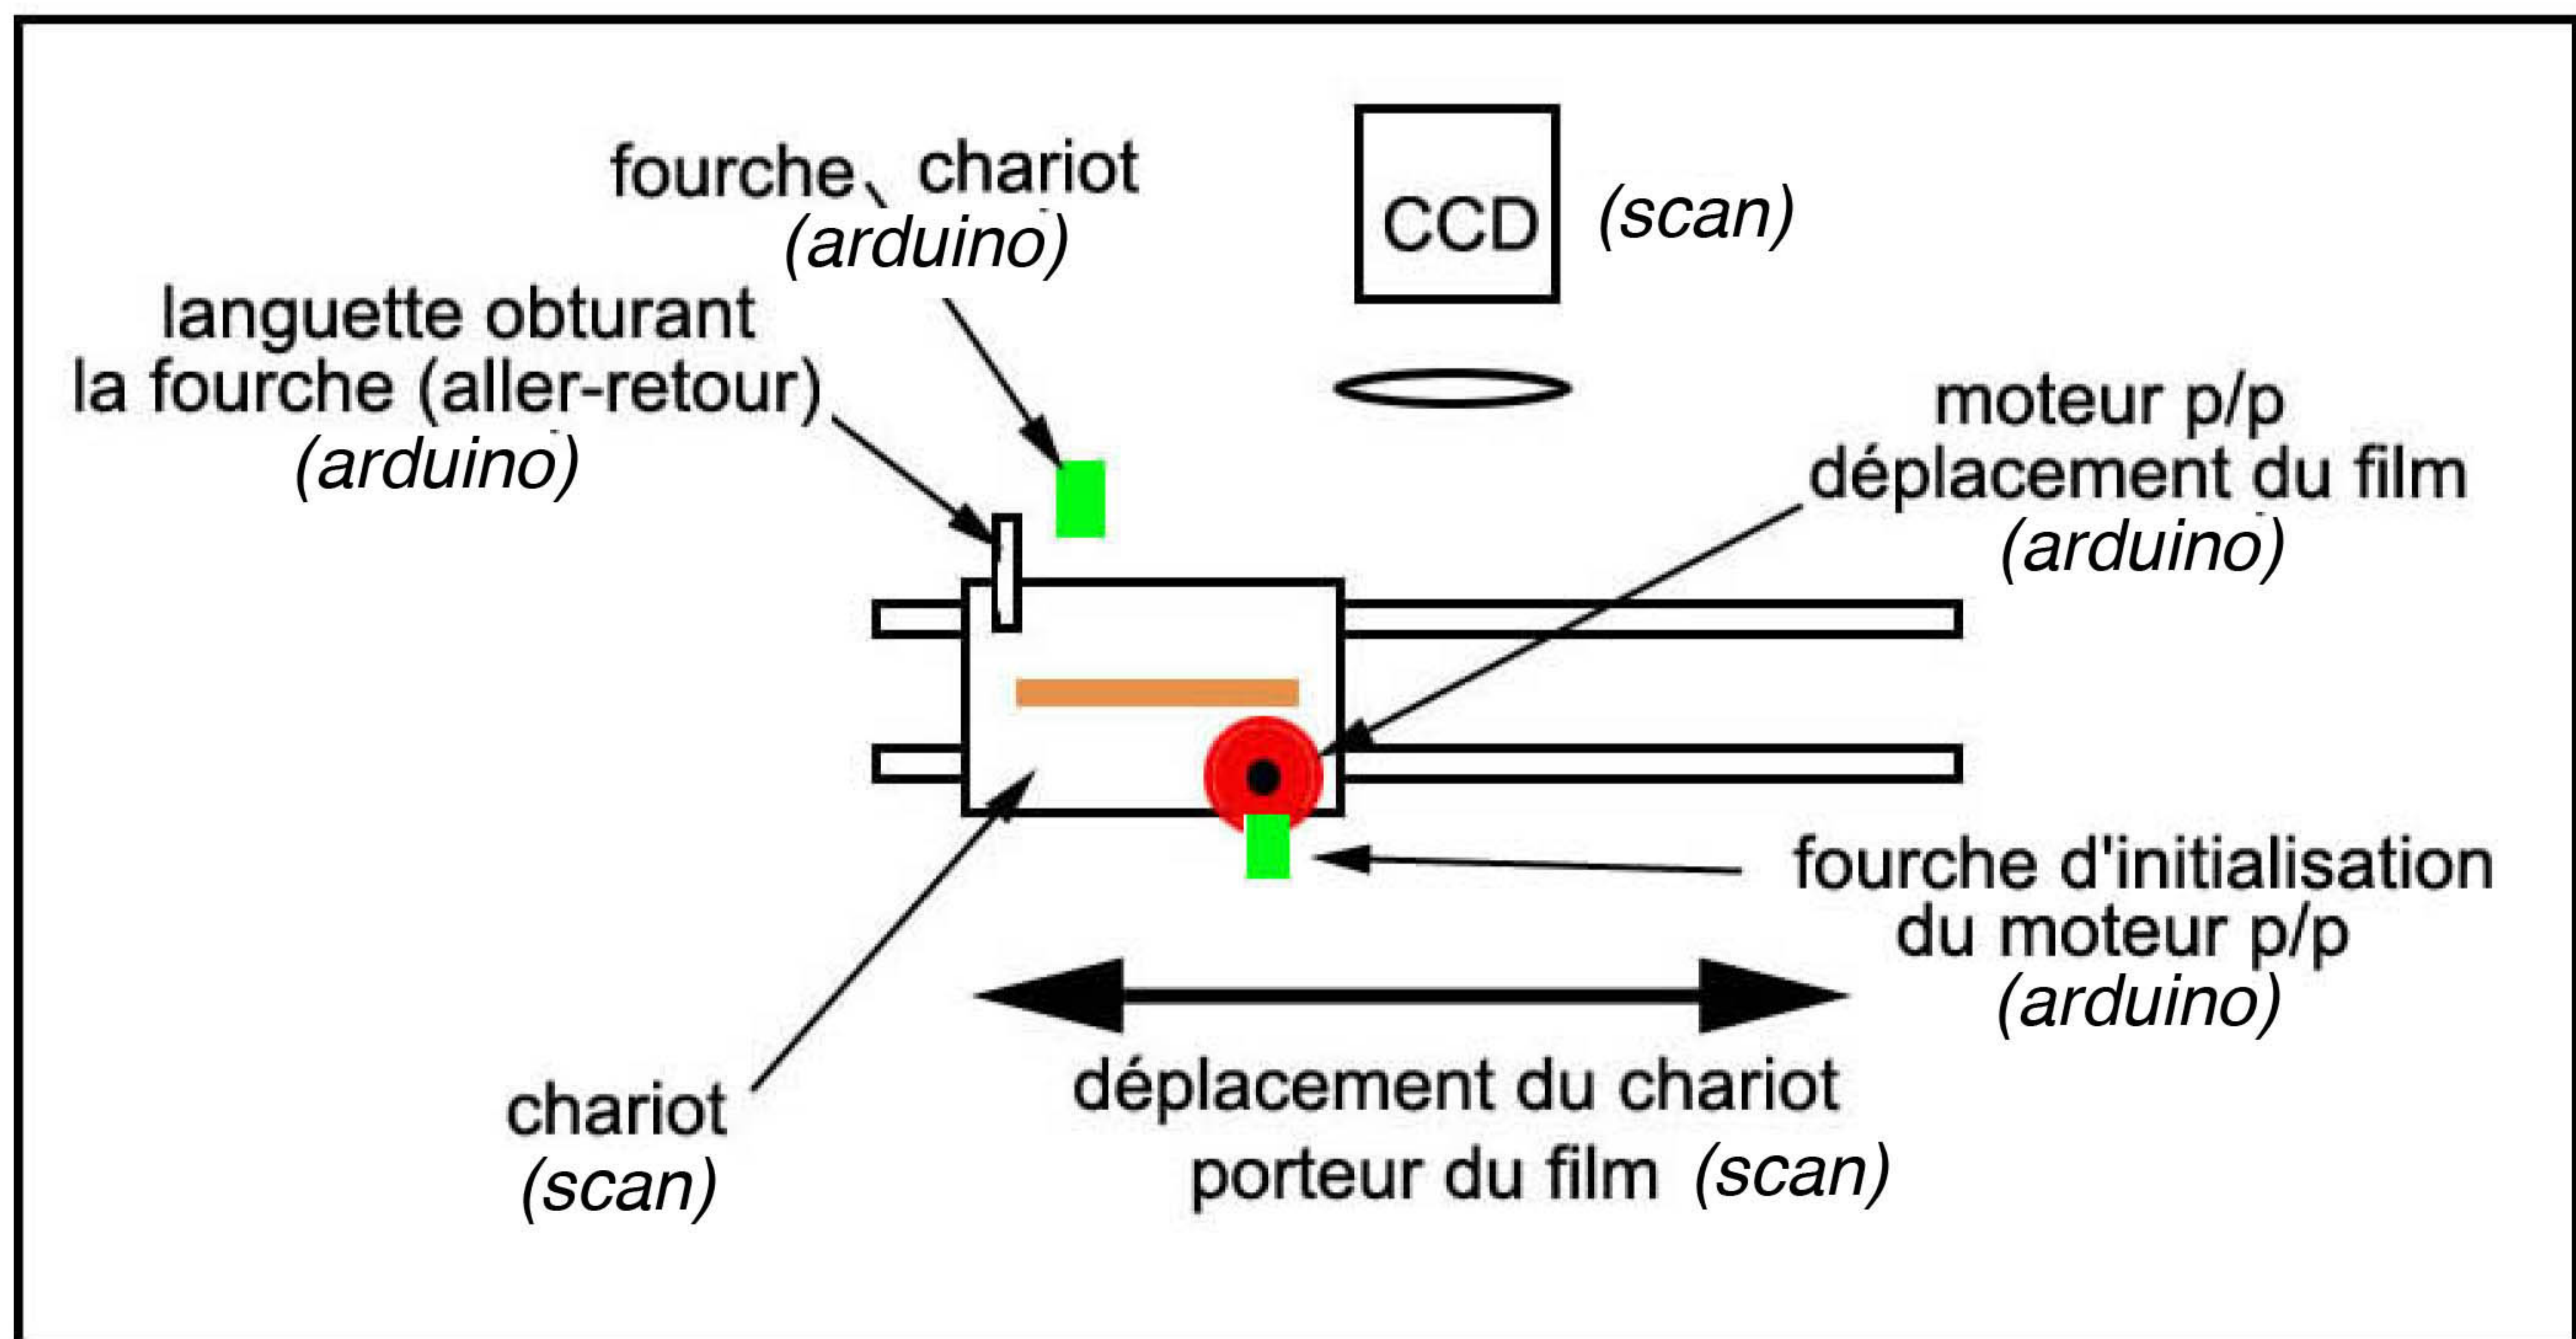 fourche chariot
(arduino)
CCD
(scan)
languette obturant
la fourche (aller-retour)
(arduino)
moteur p/p
déplacement du film
(arduino)
fourche d'initialisation
du moteur p/p
(arduino)
déplacement du chariot
porteur du film (scan)
chariot
(scan)